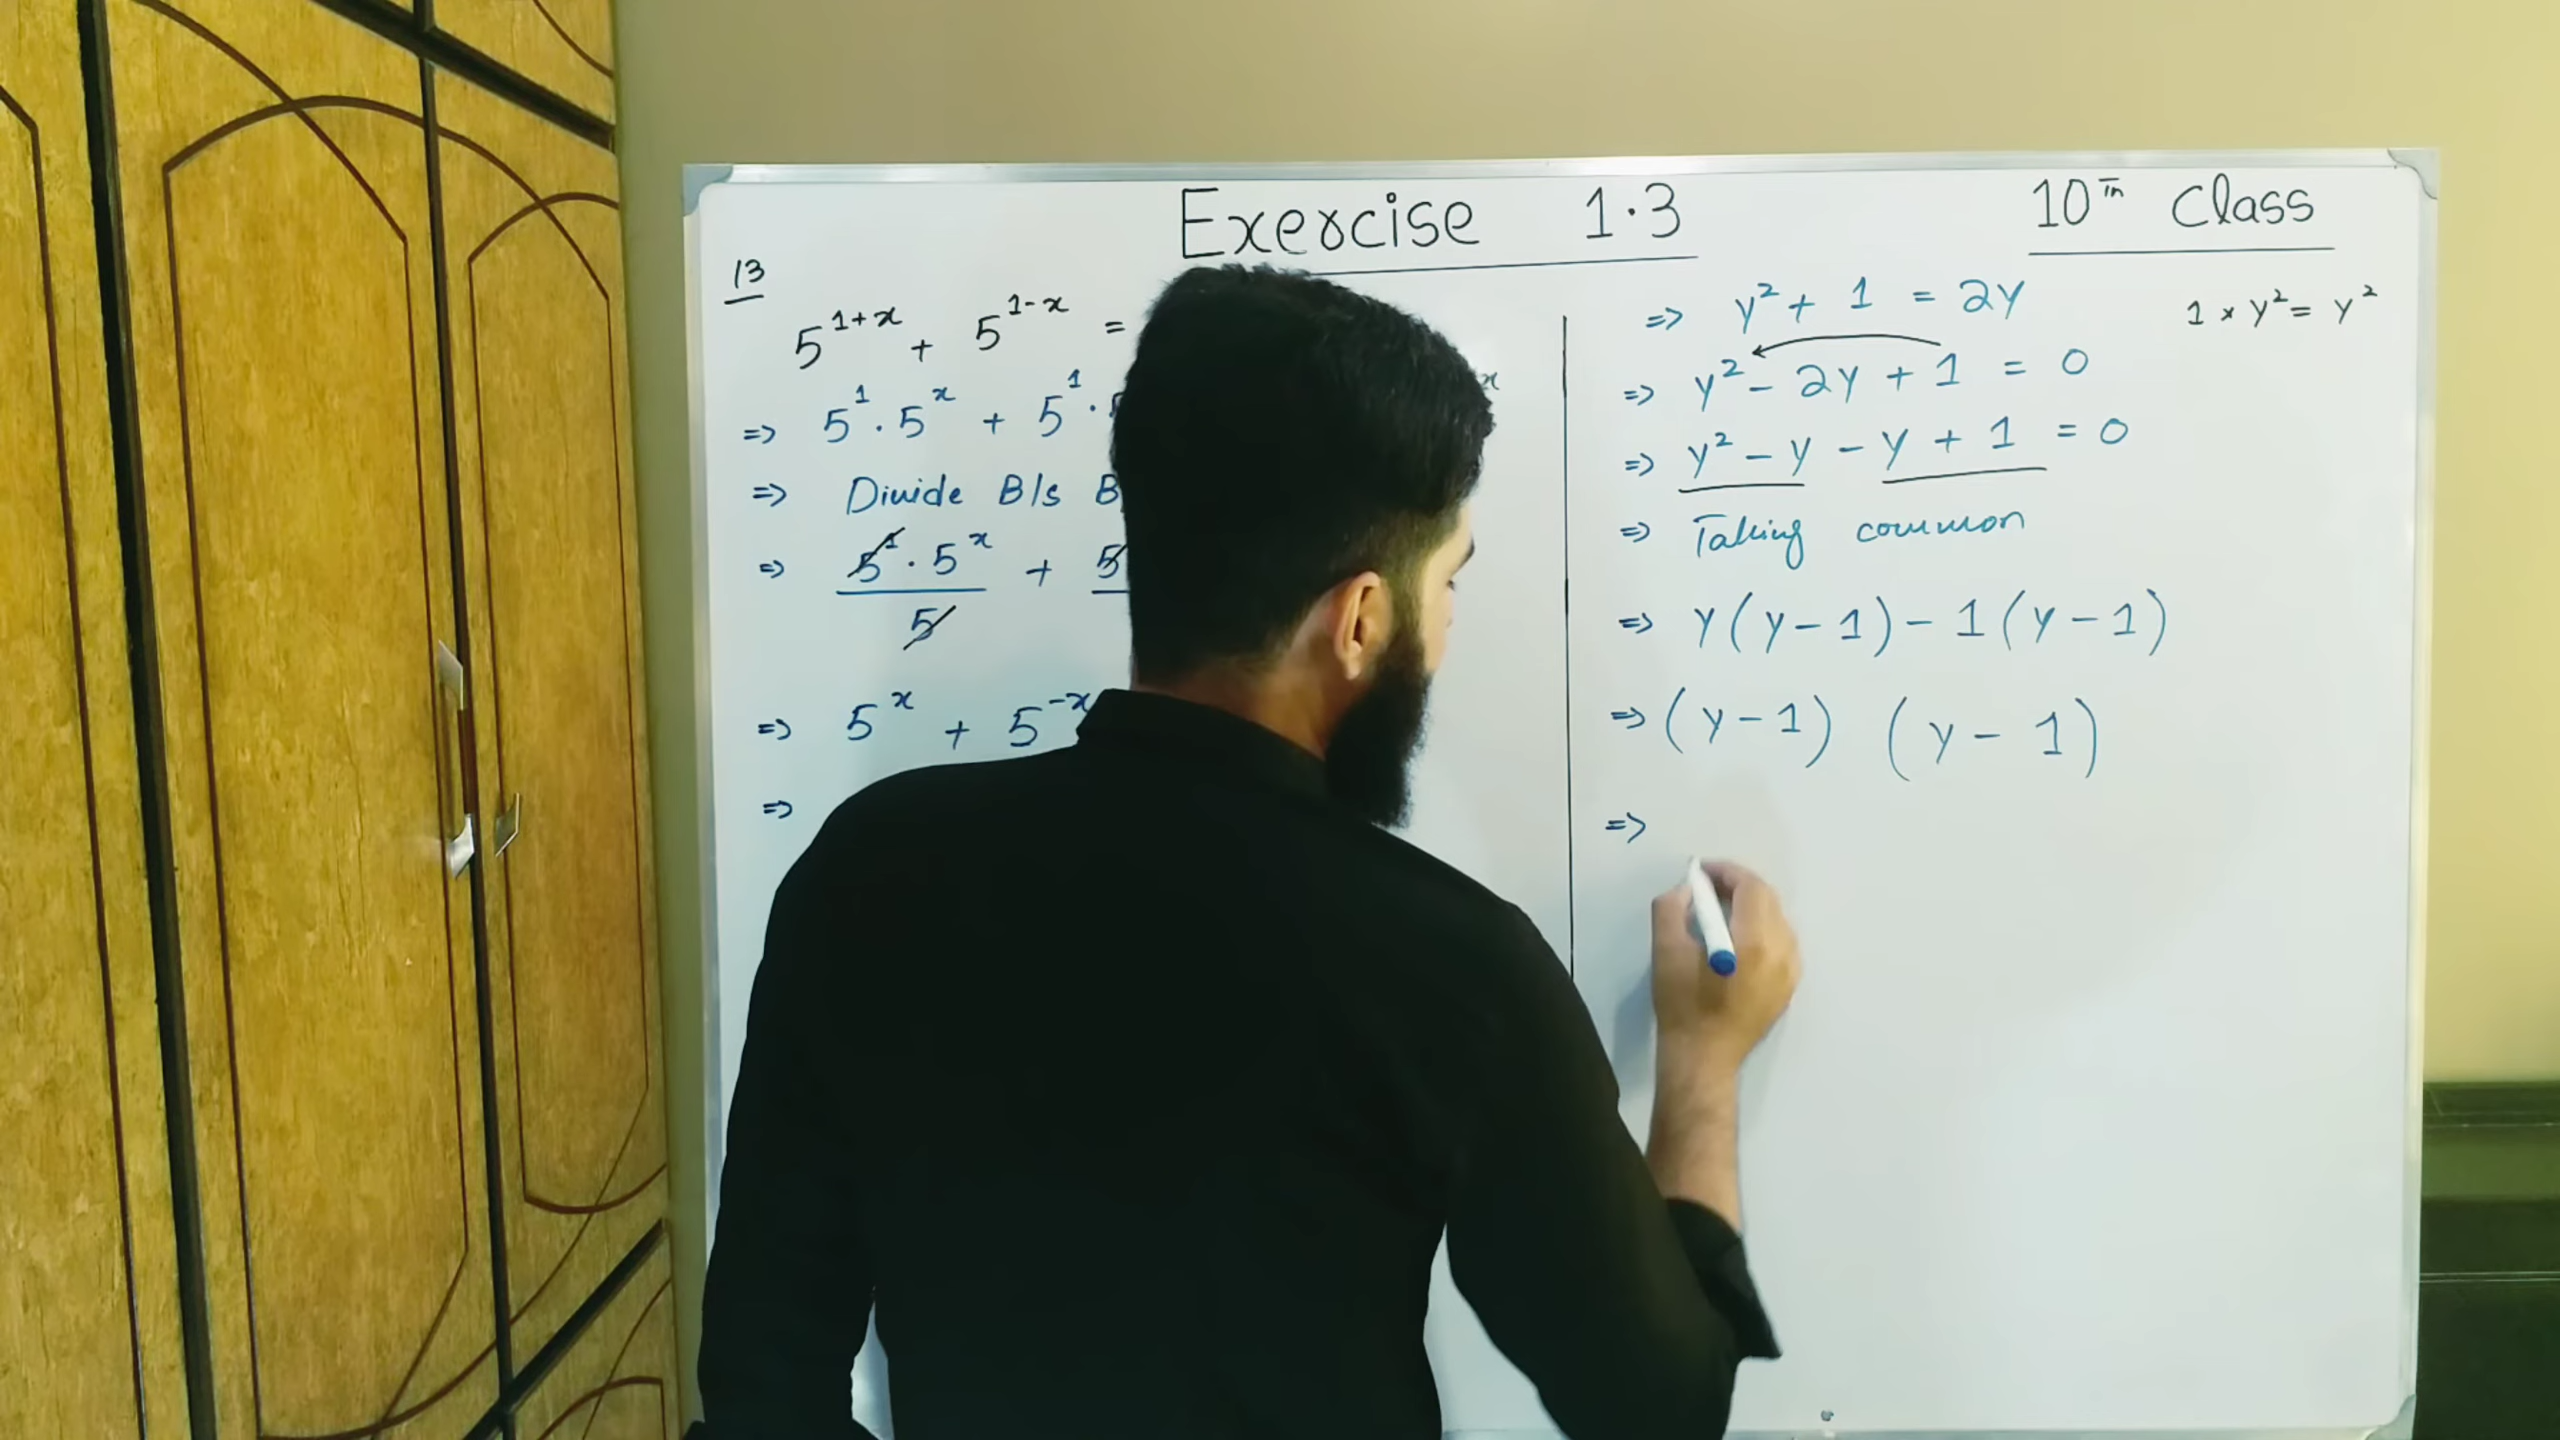 Exercise 1.3
10th Class
13
5^{1+x} + 5^{1-x} =
=> 5^1 . 5^x + 5^1 .
=> Divide B/s B
=> 5^1 . 5^x / 5 + 5
=> 5^x + 5^{-x}
=>
x
=> y² + 1 = 2y
1 × y² = y²
=> y² - 2y + 1 = 0
=> y² - y - y + 1 = 0
=> Taking common
=> y(y-1) - 1(y-1)
=> (y-1) (y-1)
=>